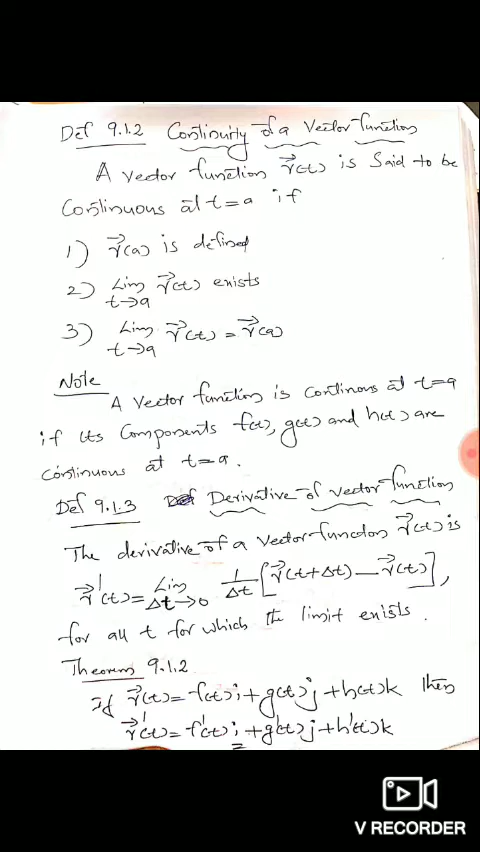 Def 9.1.2 Continuity of a Vector function
A vector function r⃗(t) is said to be
Continuous at t=a if
1) r⃗(a) is defined
2) Lim t→a r⃗(t) exists
3) Lim t→a r⃗(t) = r⃗(a)
Note
A vector function is continous at t=a
if its components f(t), g(t) and h(t) are
continuous at t=a.
Def 9.1.3 Derivative of vector function
The derivative of a vector function r⃗(t) is
r⃗'(t) = Lim Δt→0 1/Δt [r⃗(t+Δt) − r⃗(t)],
for all t for which the limit exists.
Theorem 9.1.2
If r⃗(t) = f(t)i + g(t)j + h(t)k then
r⃗'(t) = f'(t)i + g'(t)j + h'(t)k
V RECORDER